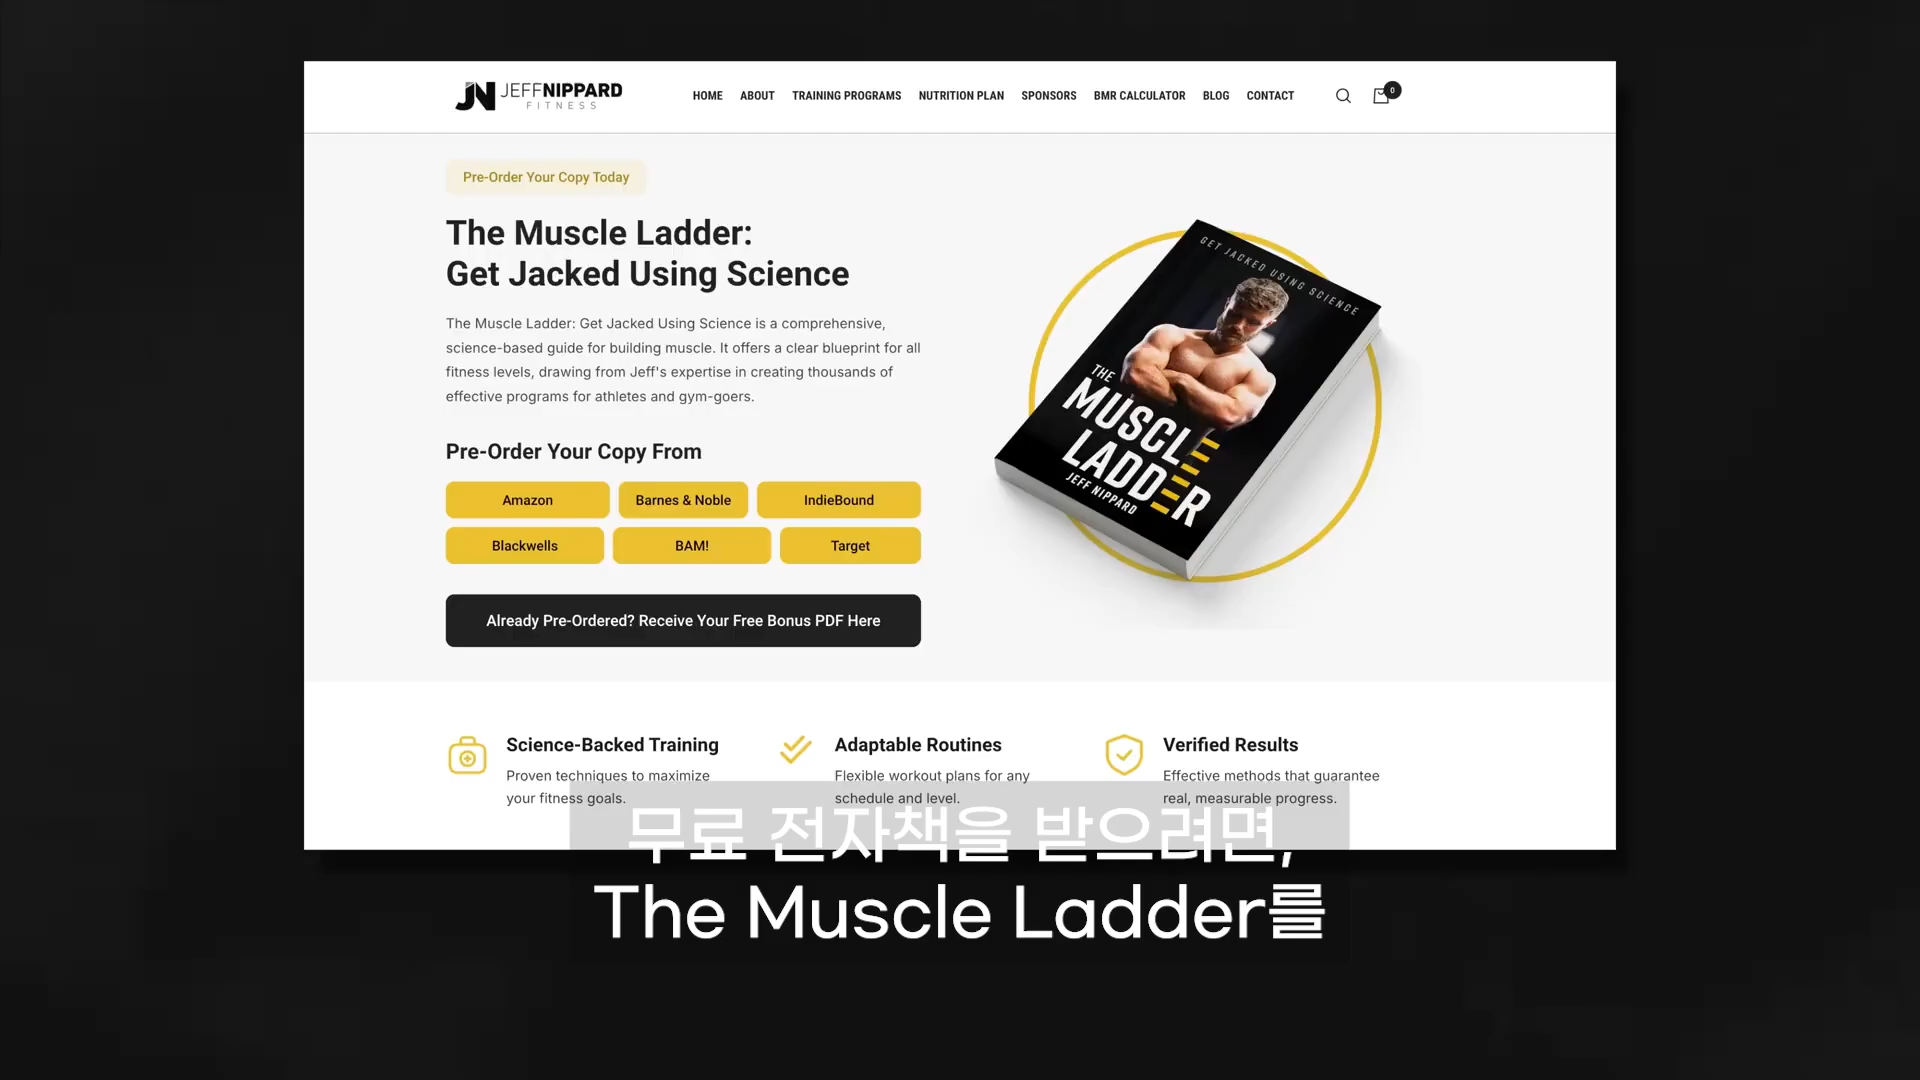 JN JEFFNIPPARD
FITNESS
HOME ABOUT TRAINING PROGRAMS NUTRITION PLAN SPONSORS BMR CALCULATOR BLOG CONTACT
0
Pre-Order Your Copy Today
The Muscle Ladder:
Get Jacked Using Science
The Muscle Ladder: Get Jacked Using Science is a comprehensive,
science-based guide for building muscle. It offers a clear blueprint for all
fitness levels, drawing from Jeff's expertise in creating thousands of
effective programs for athletes and gym-goers.
Pre-Order Your Copy From
Amazon Barnes & Noble IndieBound
Blackwells BAM! Target
Already Pre-Ordered? Receive Your Free Bonus PDF Here
GET JACKED USING SCIENCE
THE
MUSCLE
LADDER
JEFF NIPPARD
Science-Backed Training
Proven techniques to maximize
your fitness goals.
Adaptable Routines
Flexible workout plans for any
schedule and level.
Verified Results
Effective methods that guarantee
real, measurable progress.
무료 전자책을 받으려면,
The Muscle Ladder를